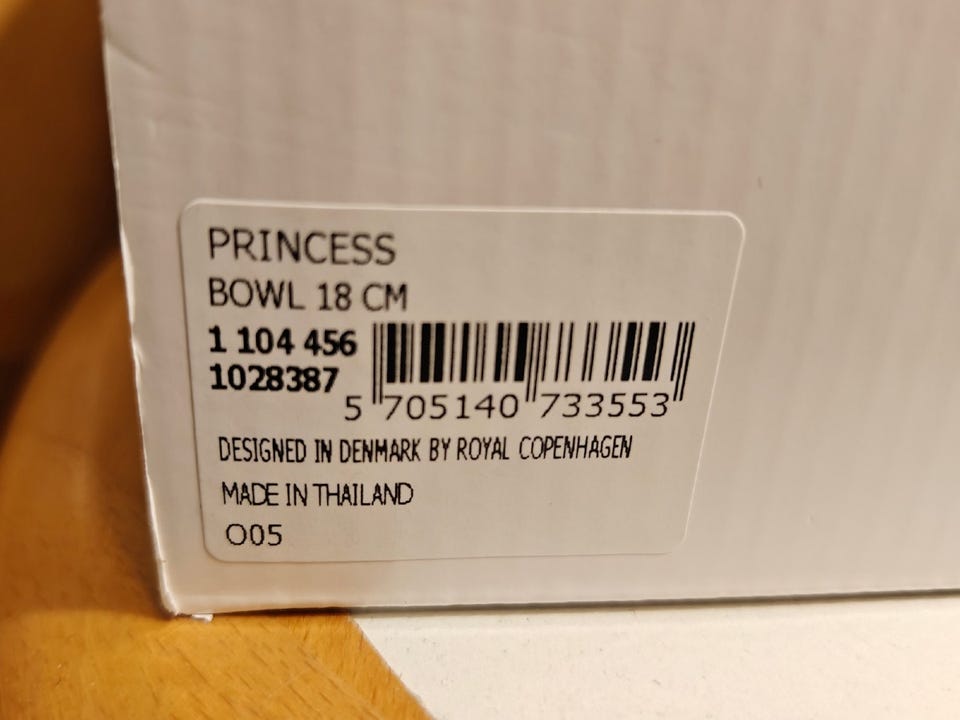 PRINCESS
BOWL 18 CM
1 104 456
1028387
5 705140 733553
DESIGNED IN DENMARK BY ROYAL COPENHAGEN
MADE IN THAILAND
O05